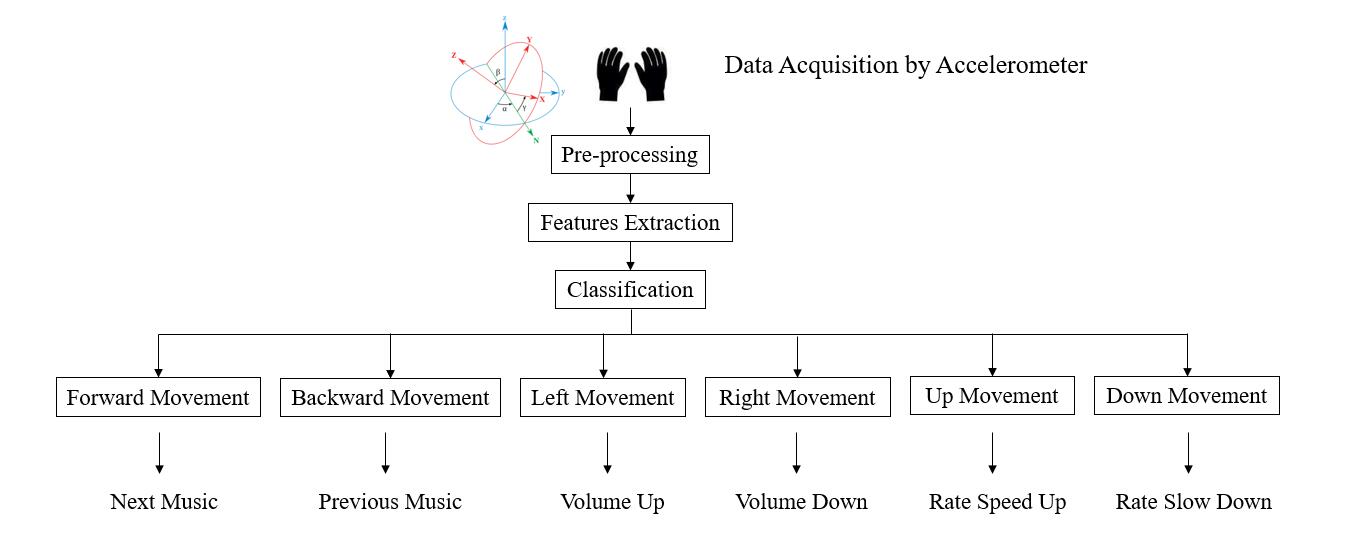 z
Y
Z
β
Data Acquisition by Accelerometer
X
y
α
γ
x
N
Pre-processing
Features Extraction
Classification
Forward Movement
Backward Movement
Left Movement
Right Movement
Up Movement
Down Movement
Next Music
Previous Music
Volume Up
Volume Down
Rate Speed Up
Rate Slow Down